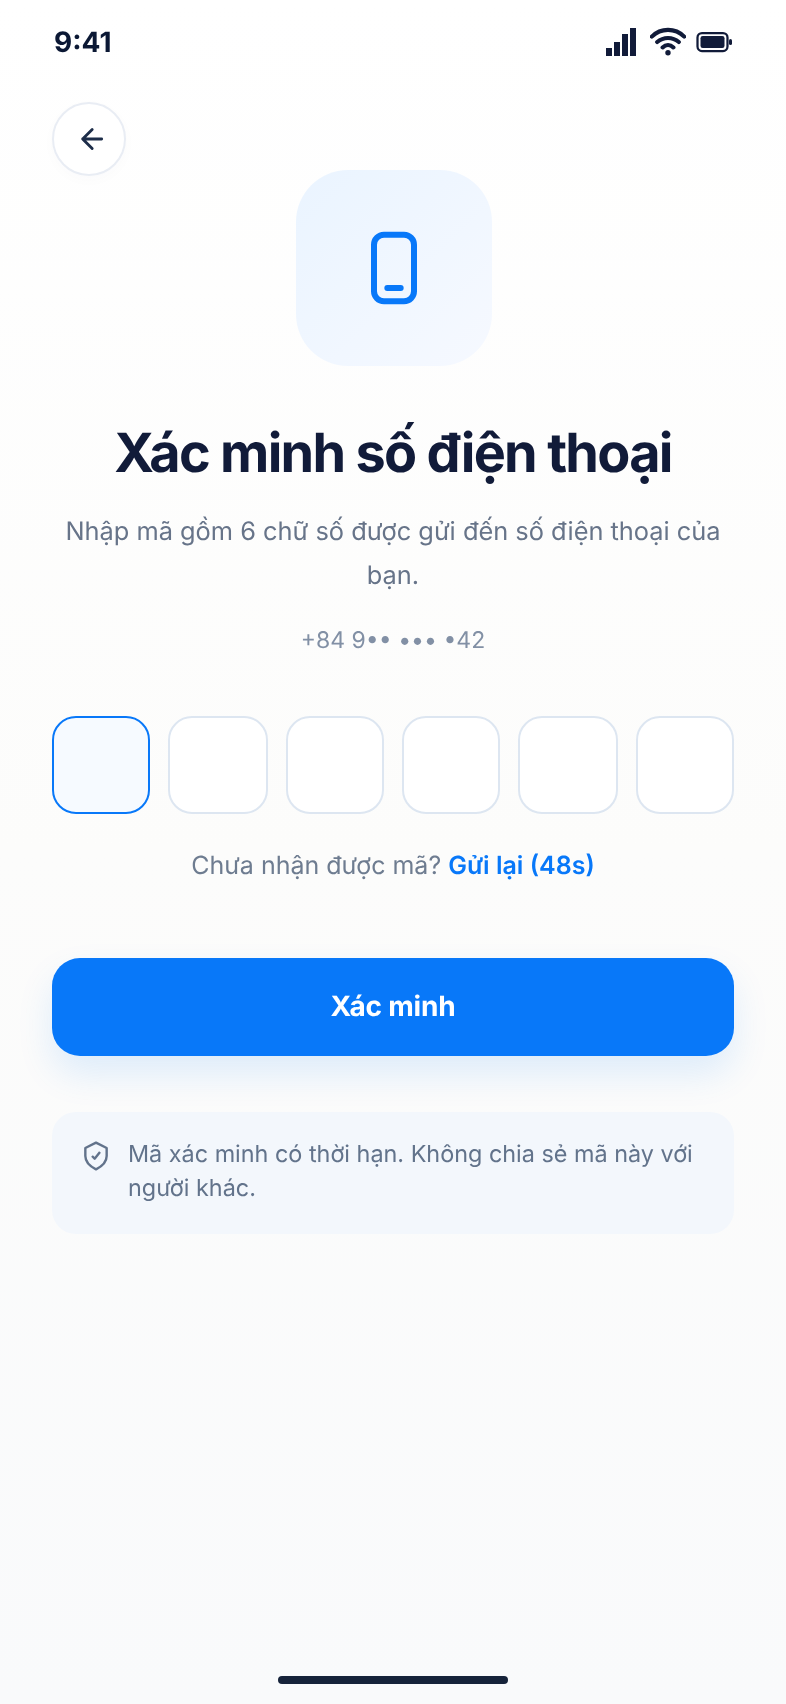 9:41
Xác minh số điện thoại
Nhập mã gồm 6 chữ số được gửi đến số điện thoại của
bạn.
+84 9•• ••• •42
Chưa nhận được mã? Gửi lại (48s)
Xác minh
Mã xác minh có thời hạn. Không chia sẻ mã này với
người khác.